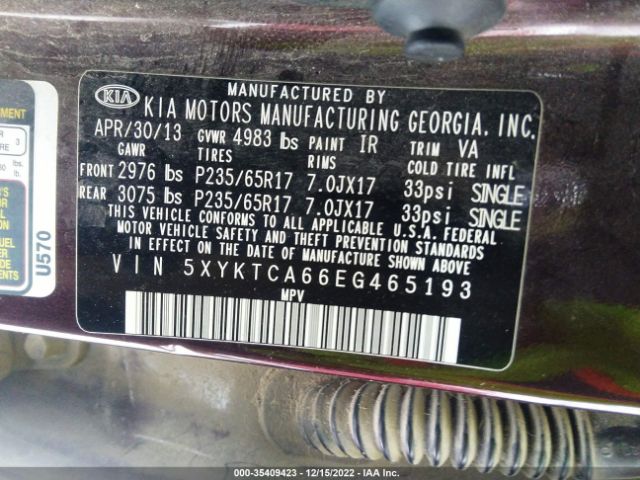 MANUFACTURED BY
KIA KIA MOTORS MANUFACTURING GEORGIA, INC.
APR/30/13 GVWR 4983 lbs PAINT IR TRIM VA
GAWR TIRES RIMS COLD TIRE INFL
FRONT 2976 lbs P235/65R17 7.0JX17 33psi SINGLE
REAR 3075 lbs P235/65R17 7.0JX17 33psi SINGLE
THIS VEHICLE CONFORMS TO ALL APPLICABLE U.S.A. FEDERAL
MOTOR VEHICLE SAFETY AND THEFT PREVENTION STANDARDS
IN EFFECT ON THE DATE OF MANUFACTURE SHOWN ABOVE.
VIN 5XYKTCA66EG465193
MPV
U570
000-35409423 - 12/15/2022 - IAA Inc.